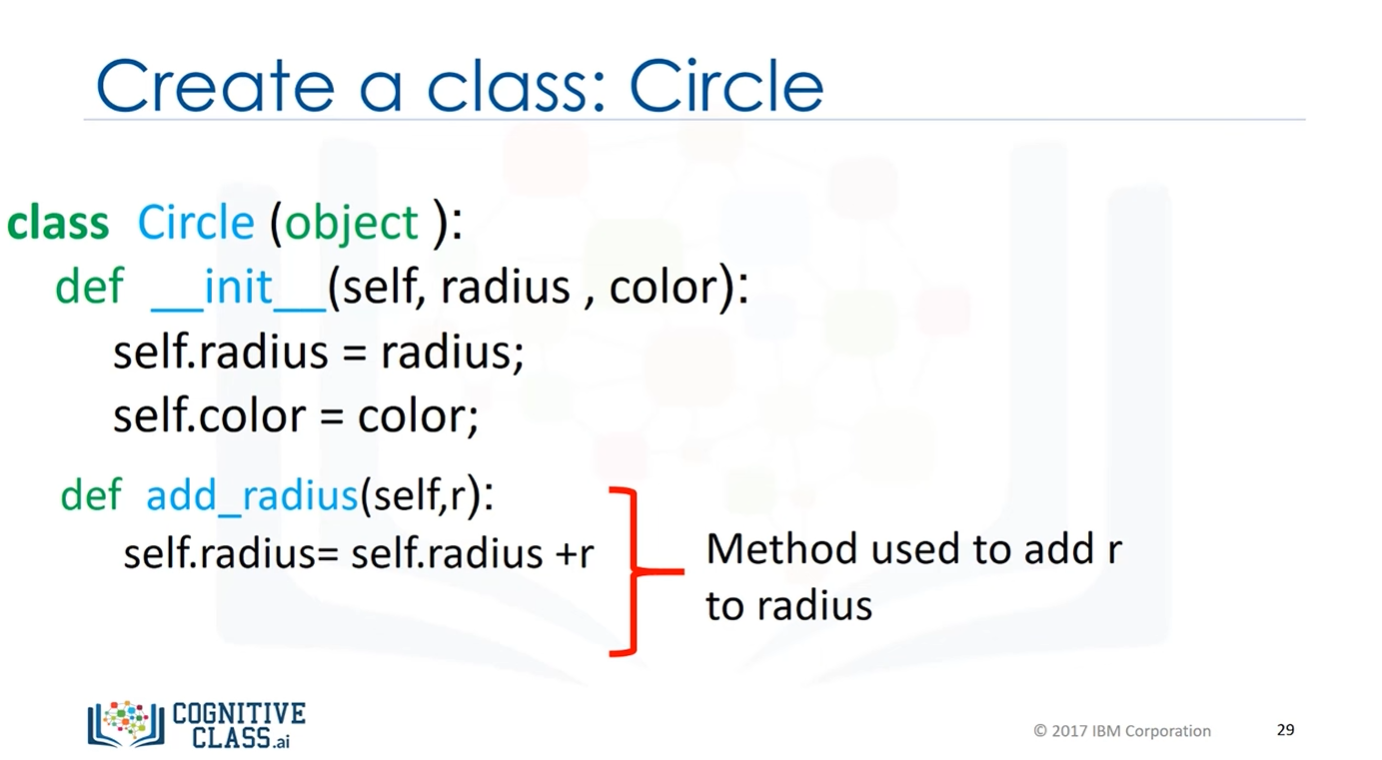 Create a class: Circle
class Circle (object ):
def __init__(self, radius , color):
self.radius = radius;
self.color = color;
def add_radius(self,r):
self.radius= self.radius +r
Method used to add r
to radius
COGNITIVE
CLASS.ai
© 2017 IBM Corporation
29